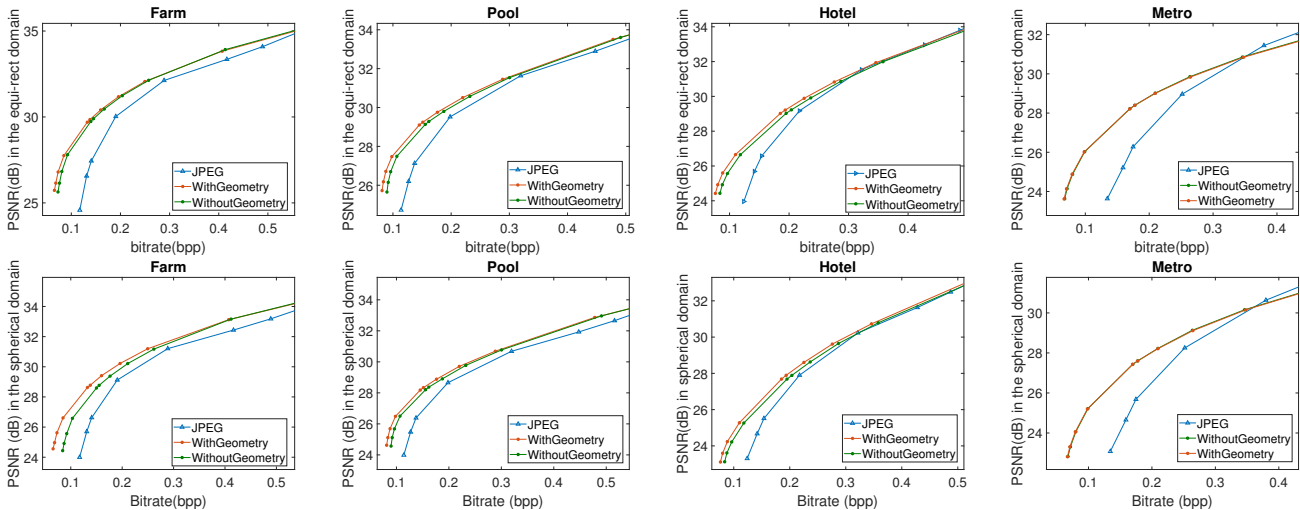 Farm
PSNR(dB) in the equi-rect domain
35
30
25
0.1 0.2 0.3 0.4 0.5
bitrate(bpp)
JPEG
WithGeometry
WithoutGeometry
Pool
PSNR(dB) in the equi-rect domain
34
32
30
28
26
0.1 0.2 0.3 0.4 0.5
bitrate(bpp)
JPEG
WithGeometry
WithoutGeometry
Hotel
PSNR(dB) in the equi-rect domain
34
32
30
28
26
24
0.1 0.2 0.3 0.4
bitrate(bpp)
JPEG
WithGeometry
WithoutGeometry
Metro
PSNR(dB) in the equi-rect domain
32
30
28
26
24
0.1 0.2 0.3 0.4
bitrate(bpp)
JPEG
WithoutGeometry
WithGeometry
Farm
PSNR (dB) in the spherical domain
34
32
30
28
26
24
0.1 0.2 0.3 0.4 0.5
Bitrate(bpp)
JPEG
WithGeometry
WithoutGeometry
Pool
PSNR(dB) in the spherical domain
34
32
30
28
26
24
0.1 0.2 0.3 0.4 0.5
Bitrate(bpp)
JPEG
WithGeometry
WithoutGeometry
Hotel
PSNR(dB) in spherical domain
32
30
28
26
24
0.1 0.2 0.3 0.4 0.5
Bitrate(bpp)
JPEG
WithGeometry
WithoutGeometry
Metro
PSNR(dB) in the spherical domain
30
28
26
24
0.1 0.2 0.3 0.4
Bitrate (bpp)
JPEG
WithoutGeometry
WithGeometry